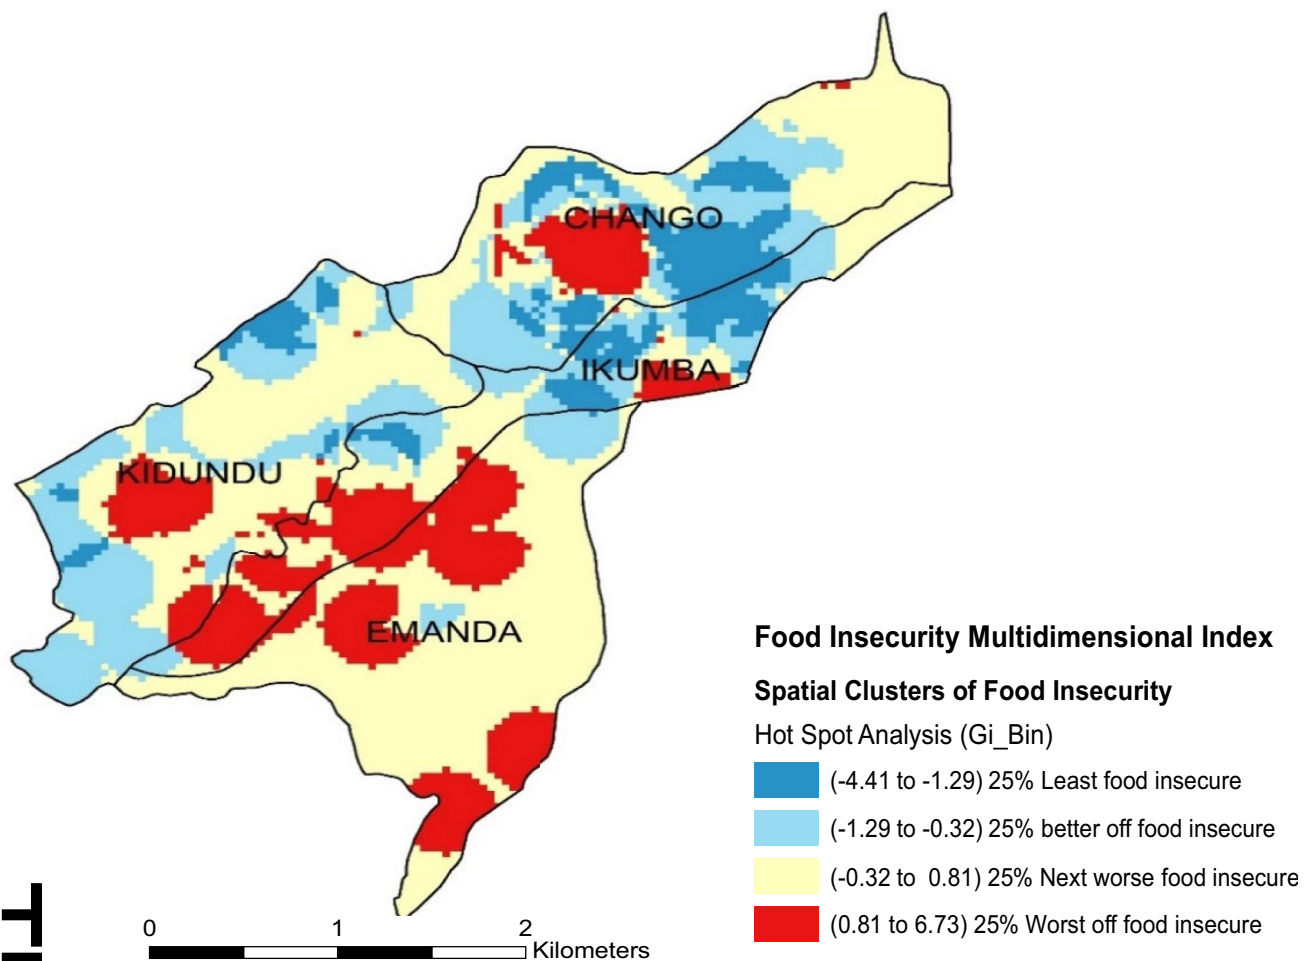 CHANGO
IKUMBA
KIDUNDU
EMANDA
Food Insecurity Multidimensional Index
Spatial Clusters of Food Insecurity
Hot Spot Analysis (Gi_Bin)
(-4.41 to -1.29) 25% Least food insecure
(-1.29 to -0.32) 25% better off food insecure
(-0.32 to 0.81) 25% Next worse food insecure
(0.81 to 6.73) 25% Worst off food insecure
0 1 2
Kilometers